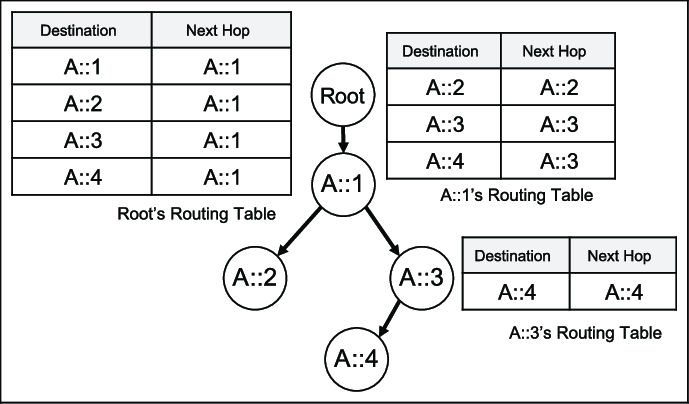 Destination Next Hop
A::1 A::1
A::2 A::1
A::3 A::1
A::4 A::1
Root's Routing Table
Root
A::1
A::2
A::3
A::4
Destination Next Hop
A::2 A::2
A::3 A::3
A::4 A::3
A::1's Routing Table
Destination Next Hop
A::4 A::4
A::3's Routing Table